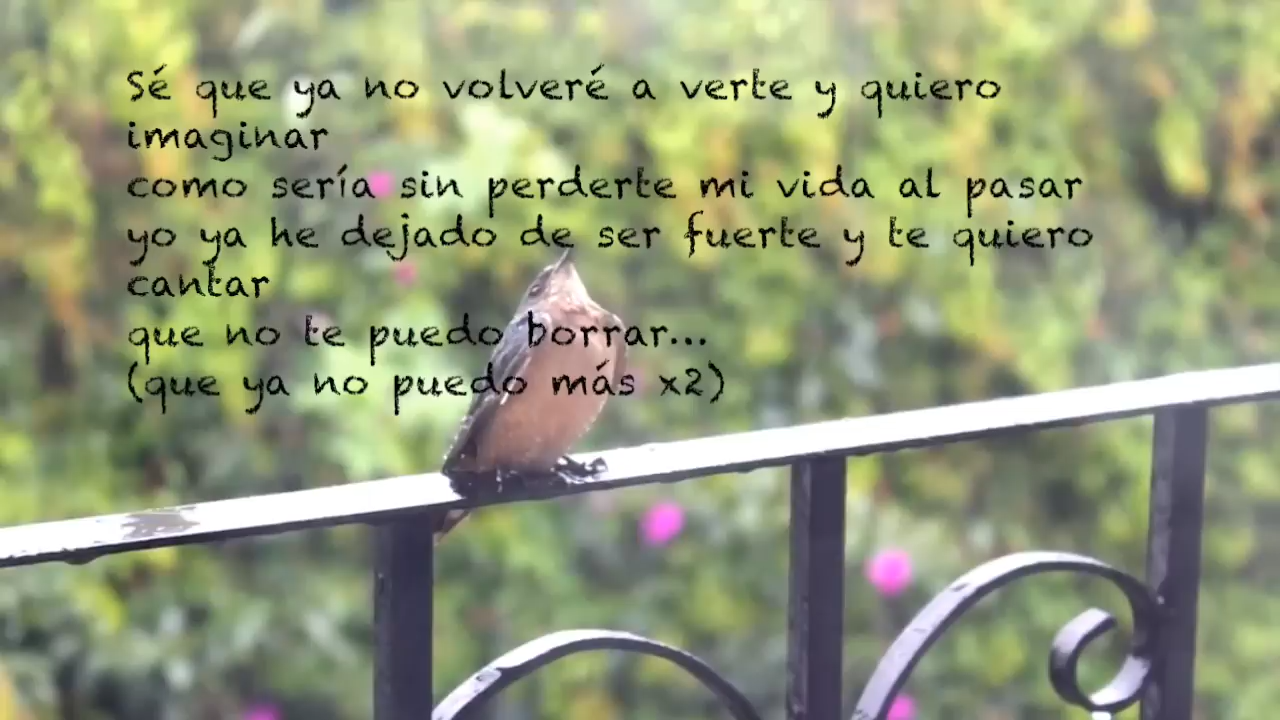 Sé que ya no volveré a verte y quiero
imaginar
como sería sin perderte mi vida al pasar
yo ya he dejado de ser fuerte y te quiero
cantar
que no te puedo borrar...
(que ya no puedo más x2)